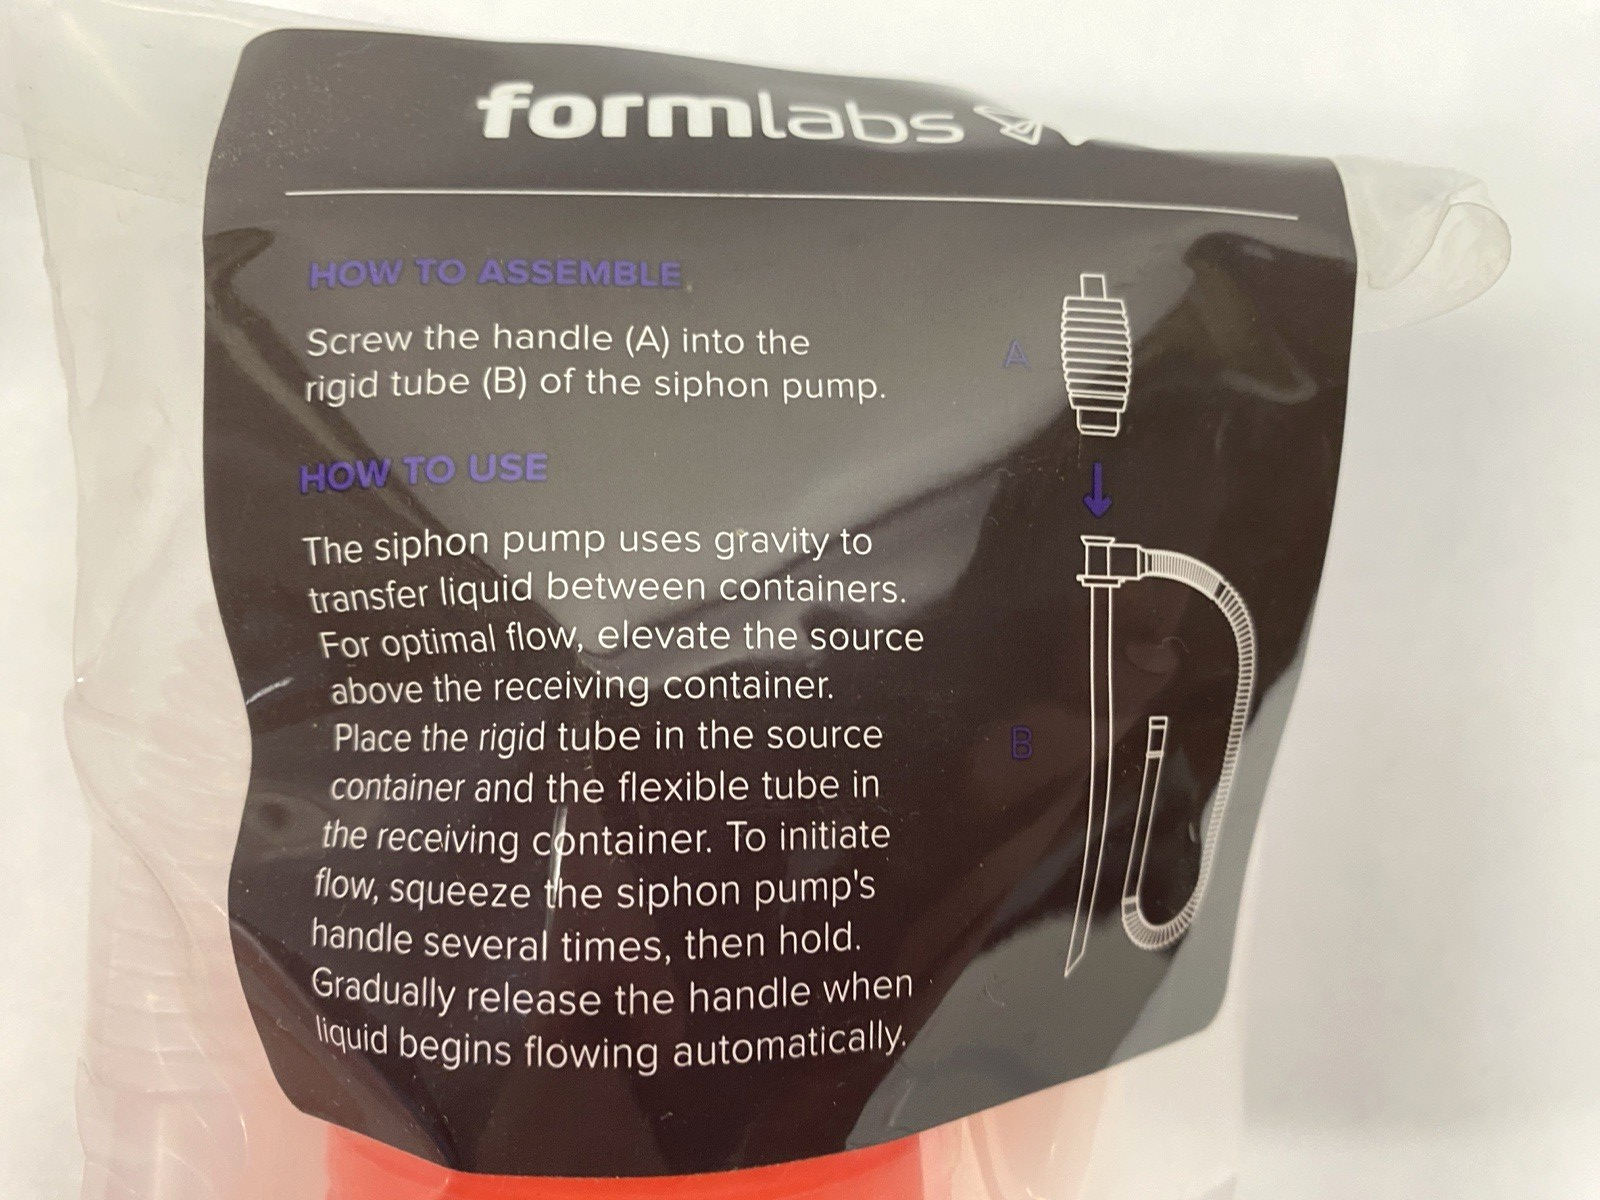 formlabs
HOW TO ASSEMBLE
Screw the handle (A) into the
rigid tube (B) of the siphon pump.
A
HOW TO USE
The siphon pump uses gravity to
transfer liquid between containers.
For optimal flow, elevate the source
above the receiving container.
Place the rigid tube in the source
container and the flexible tube in
the receiving container. To initiate
flow, squeeze the siphon pump's
handle several times, then hold.
Gradually release the handle when
liquid begins flowing automatically.
B